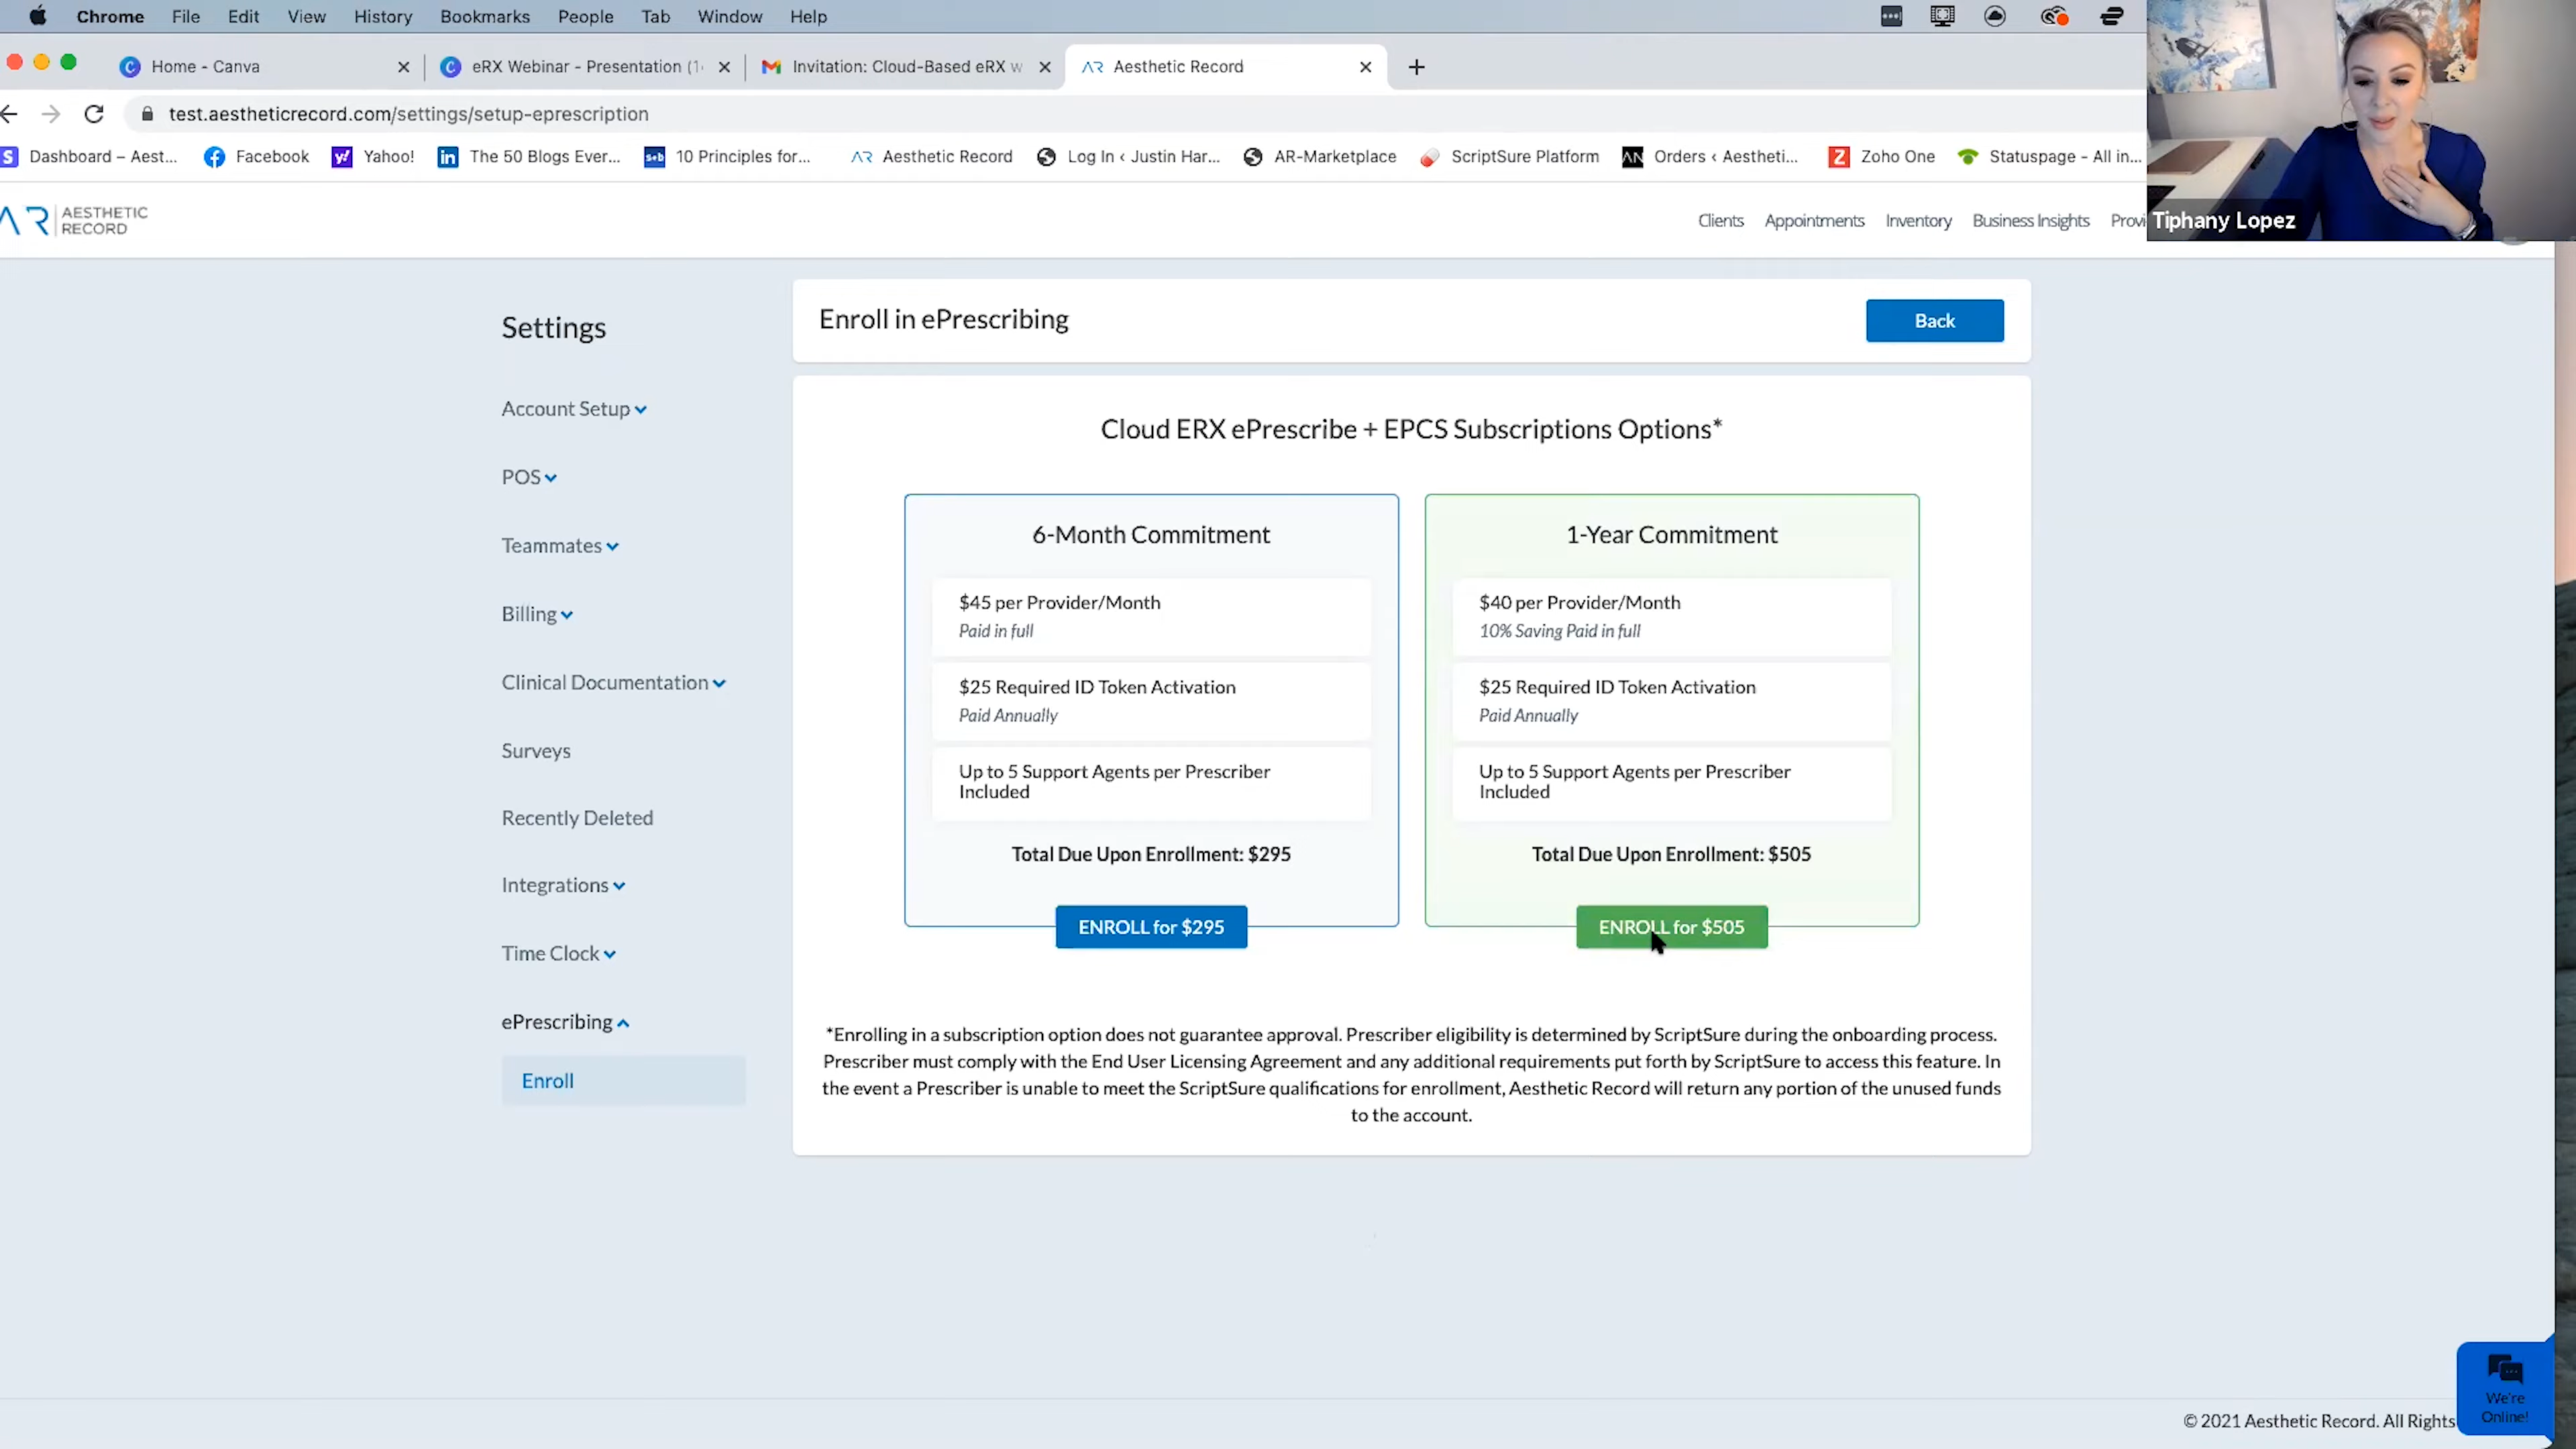 Chrome File Edit View History Bookmarks People Tab Window Help
Home - Canva
eRX Webinar - Presentation (1
Invitation: Cloud-Based eRX w
Aesthetic Record
test.aestheticrecord.com/settings/setup-eprescription
Dashboard – Aest... Facebook Yahoo! The 50 Blogs Ever... 10 Principles for... Aesthetic Record Log In ‹ Justin Har... AR-Marketplace ScriptSure Platform Orders ‹ Aestheti... Zoho One Statuspage - All in...
Tiphany Lopez
AR AESTHETIC
RECORD
Clients Appointments Inventory Business Insights Provi
Settings
Account Setup
POS
Teammates
Billing
Clinical Documentation
Surveys
Recently Deleted
Integrations
Time Clock
ePrescribing
Enroll
Enroll in ePrescribing
Back
Cloud ERX ePrescribe + EPCS Subscriptions Options*
6-Month Commitment
$45 per Provider/Month
Paid in full
$25 Required ID Token Activation
Paid Annually
Up to 5 Support Agents per Prescriber
Included
Total Due Upon Enrollment: $295
ENROLL for $295
1-Year Commitment
$40 per Provider/Month
10% Saving Paid in full
$25 Required ID Token Activation
Paid Annually
Up to 5 Support Agents per Prescriber
Included
Total Due Upon Enrollment: $505
ENROLL for $505
*Enrolling in a subscription option does not guarantee approval. Prescriber eligibility is determined by ScriptSure during the onboarding process.
Prescriber must comply with the End User Licensing Agreement and any additional requirements put forth by ScriptSure to access this feature. In
the event a Prescriber is unable to meet the ScriptSure qualifications for enrollment, Aesthetic Record will return any portion of the unused funds
to the account.
We're
Online!
© 2021 Aesthetic Record. All Rights